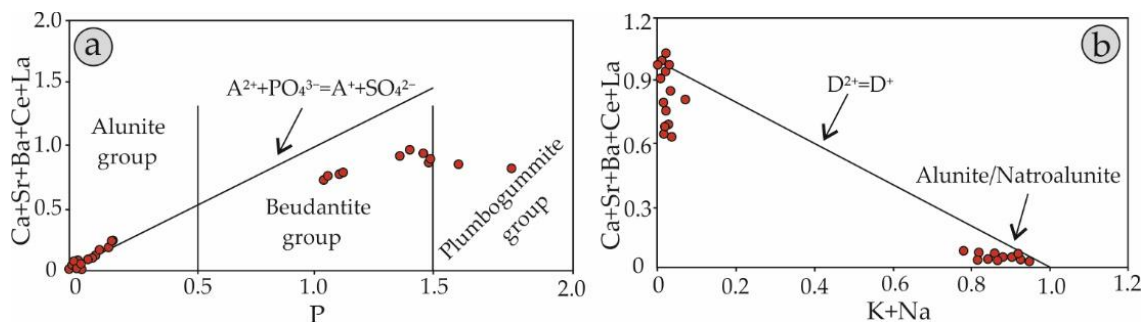 a
Ca+Sr+Ba+Ce+La
2.0
1.5
1.0
0.5
0
A²⁺+PO₄³⁻=A⁺+SO₄²⁻
Alunite
group
Beudantite
group
Plumbogummite
group
0
0.5
1.0
1.5
2.0
P
b
Ca+Sr+Ba+Ce+La
0.9
0.6
0.3
0
D²⁺=D⁺
Alunite/Natroalunite
0
0.2
0.4
0.6
0.8
1.0
1.2
K+Na